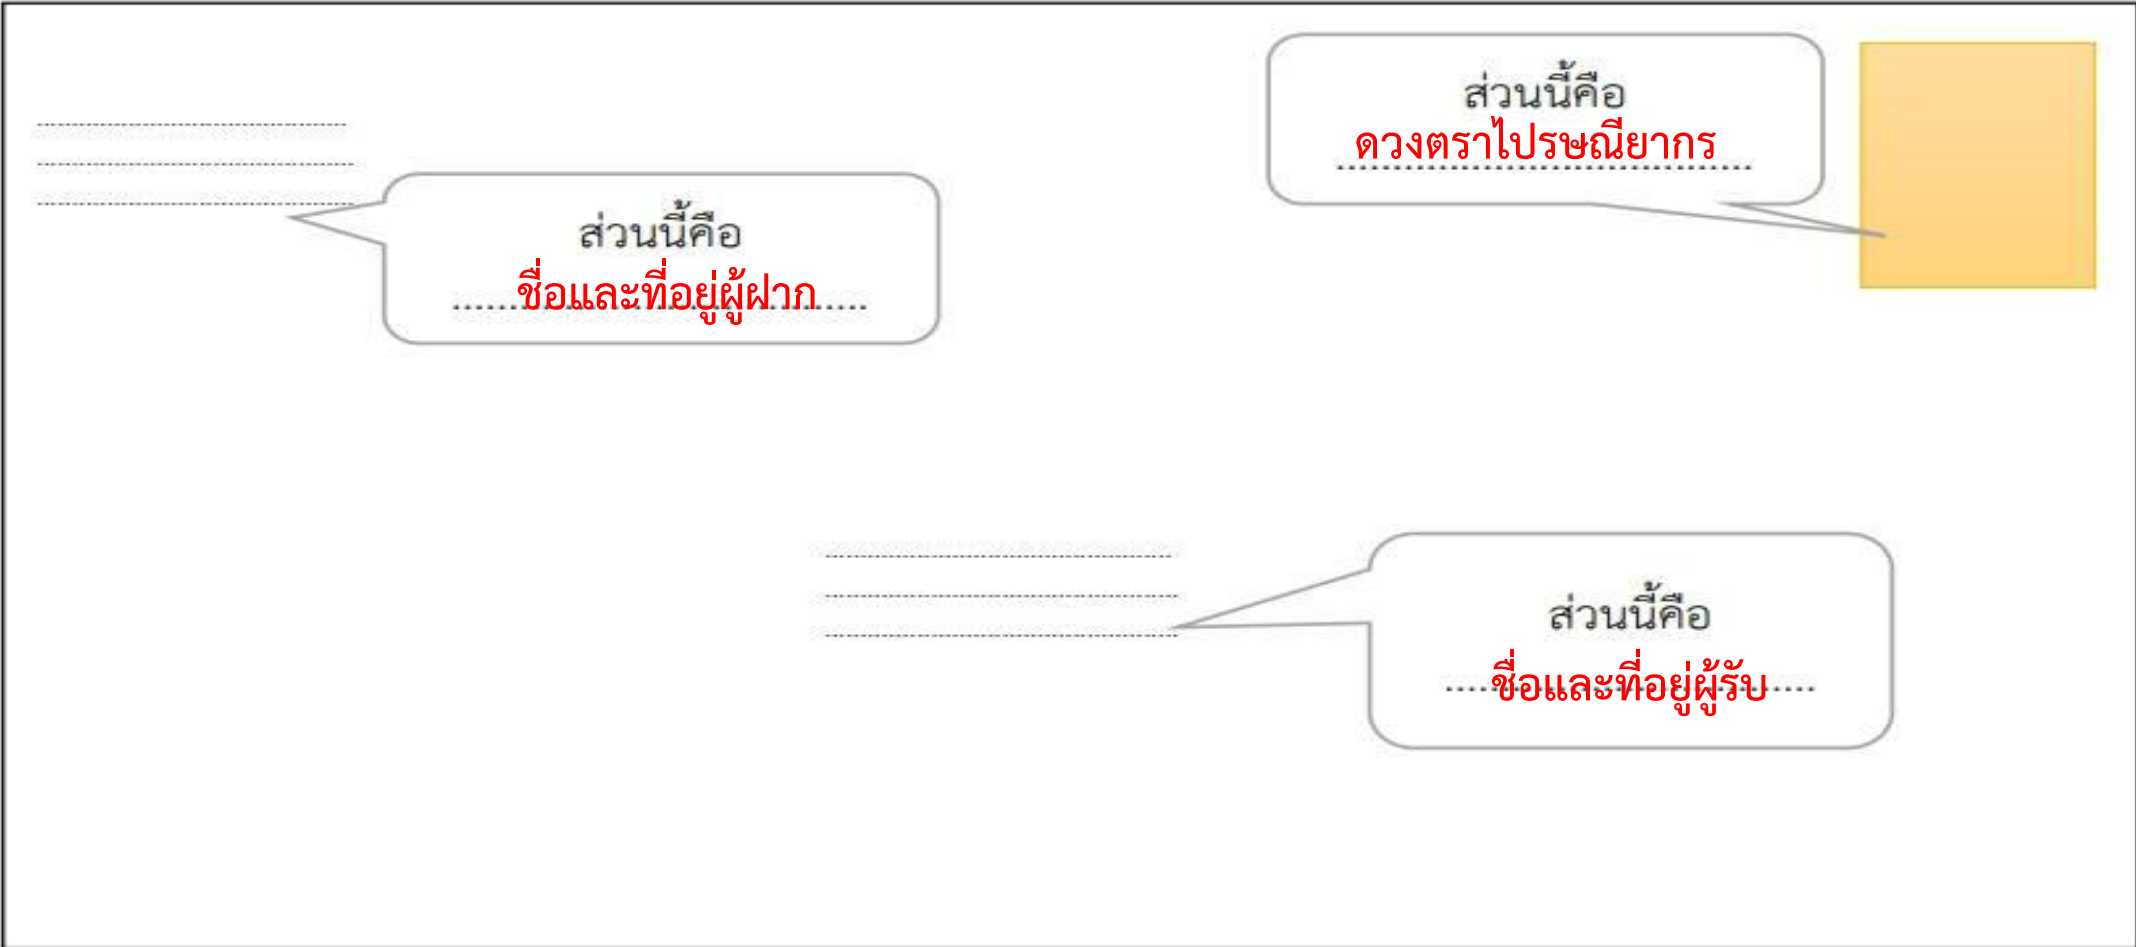 ส่วนนี้คือ
ดวงตราไปรษณียากร
ส่วนนี้คือ
ชื่อและที่อยู่ผู้ฝาก
ส่วนนี้คือ
ชื่อและที่อยู่ผู้รับ